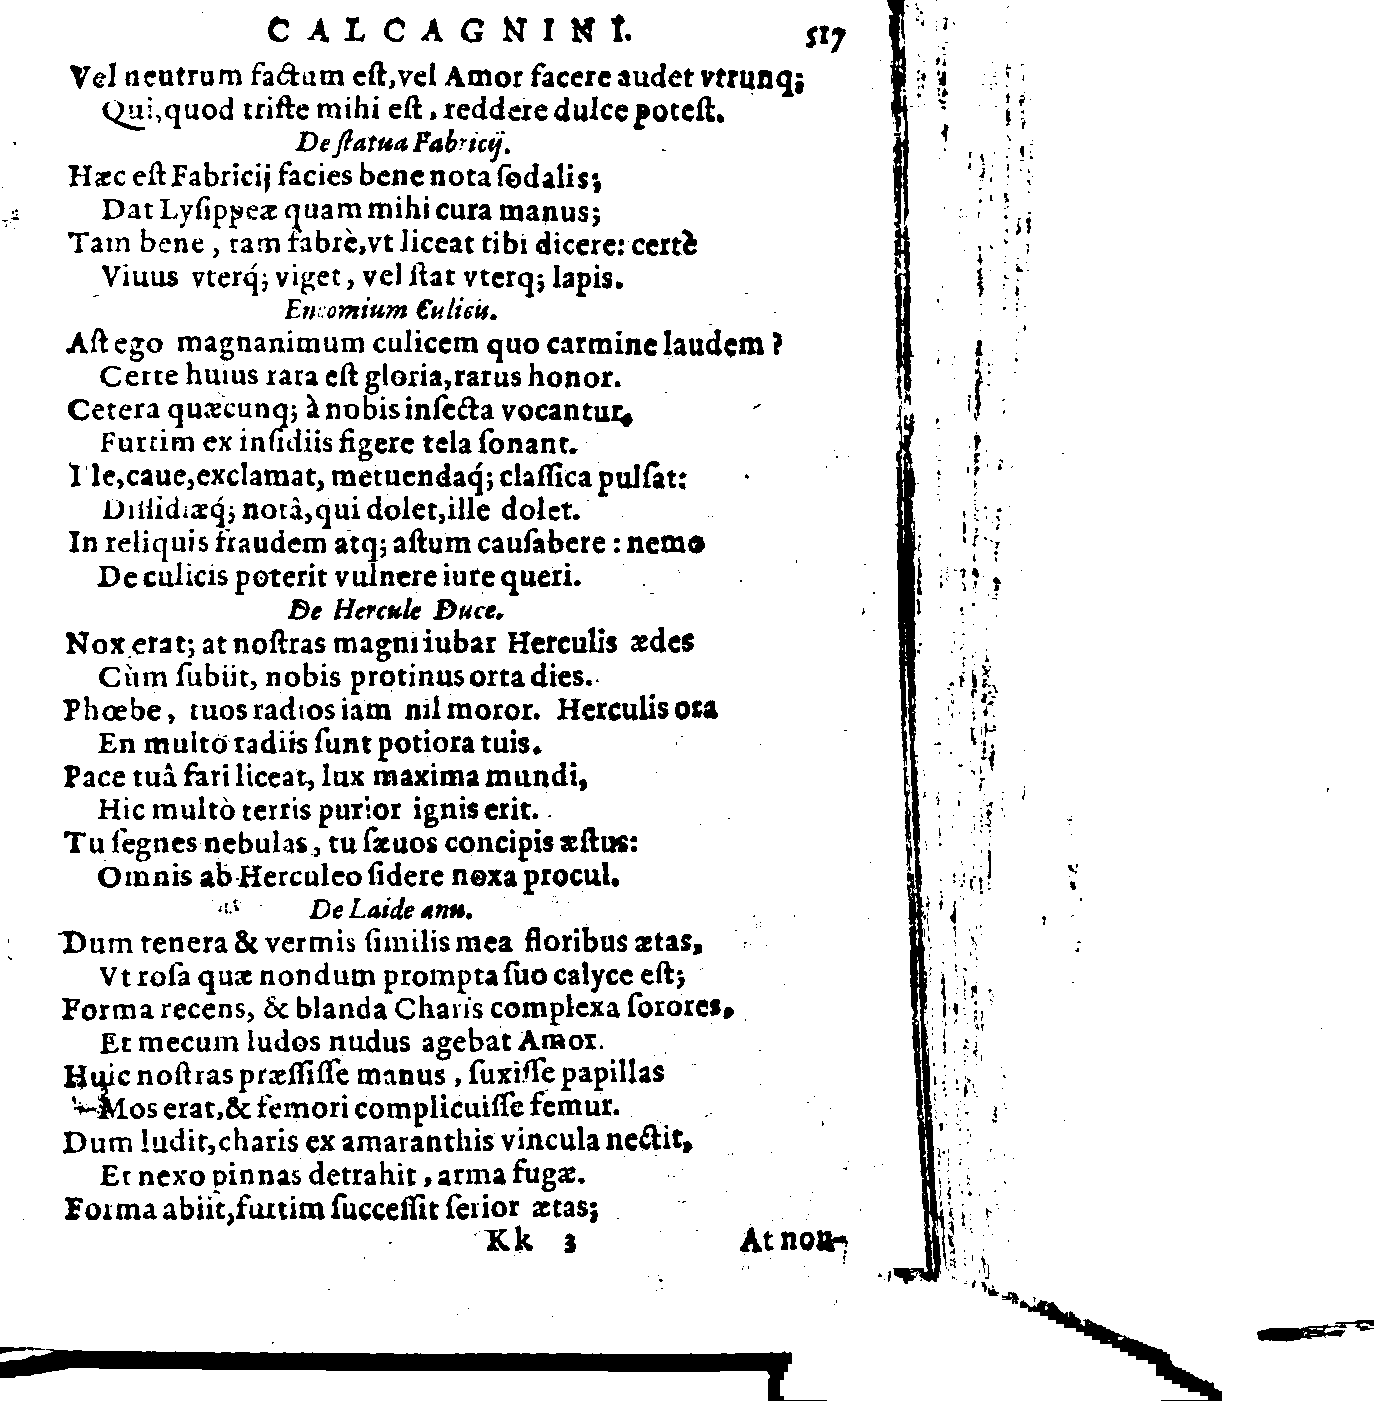 CALCAGNINI. 517
Vel neutrum factum eſt, vel Amor facere audet vtrunq;
Qui, quod triſte mihi eſt, reddere dulce poteſt.
De ſtatua Fabricij.
Hæc eſt Fabricij facies bene nota ſodalis;
Dat Lyſippeæ quam mihi cura manus;
Tam bene, tam fabrè, vt liceat tibi dicere: certè
Viuus vterq́; viget, vel ſtat vterq; lapis.
Encomium Culicis.
Aſt ego magnanimum culicem quo carmine laudem?
Certe huius rara eſt gloria, rarus honor.
Cetera quæcunq; à nobis inſecta vocantur,
Furtim ex inſidiis figere tela ſonant.
Ille, caue, exclamat, metuendaq́; claſſica pulſat:
notâ, qui dolet, ille dolet.
In reliquis fraudem atq; aſtum cauſabere: nemo
De culicis poterit vulnere iure queri.
De Hercule Duce.
Nox erat; at noſtras magni iubar Herculis ædes
Cùm ſubiit, nobis protinus orta dies.
Phœbe, tuos radios iam nil moror. Herculis ora
En multò radiis ſunt potiora tuis.
Pace tuâ fari liceat, lux maxima mundi,
Hic multò terris purior ignis erit.
Tu ſegnes nebulas, tu ſæuos concipis æſtus:
Omnis ab Herculeo ſidere noxa procul.
De Laide anu.
Dum tenera & vermis ſimilis mea floribus ætas,
Vt roſa quæ nondum prompta ſuo calyce eſt;
Forma recens, & blanda Charis complexa ſorores,
Et mecum ludos nudus agebat Amor.
Huic noſtras præſſiſſe manus, ſuxiſſe papillas
Mos erat, & femori complicuiſſe femur.
Dum ludit, charis ex amaranthis vincula nectit,
Et nexo pinnas detrahit, arma fugæ.
Forma abiit, furtim ſucceſſit ſerior ætas;
Kk 3 At non-